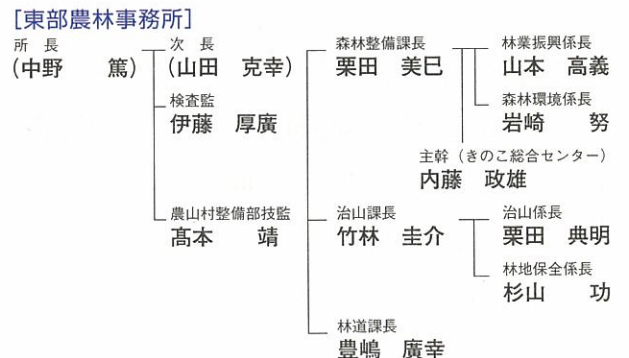 ［東部農林事務所］
所　長
（中野　　篤）
次　長
（山田　克幸）
検査監
伊藤　厚廣
農山村整備部技監
髙本　　靖
森林整備課長
栗田　美巳
林業振興係長
山本　高義
森林環境係長
岩崎　　努
主幹（きのこ総合センター）
内藤　政雄
治山課長
竹林　圭介
治山係長
栗田　典明
林地保全係長
杉山　　功
林道課長
豊嶋　廣幸